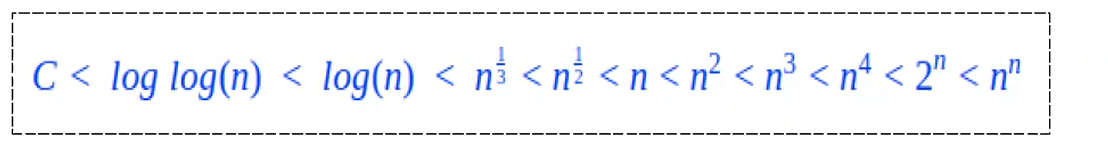 C < log log(n) < log(n) < n^{1/3} < n^{1/2} < n < n^2 < n^3 < n^4 < 2^n < n^n